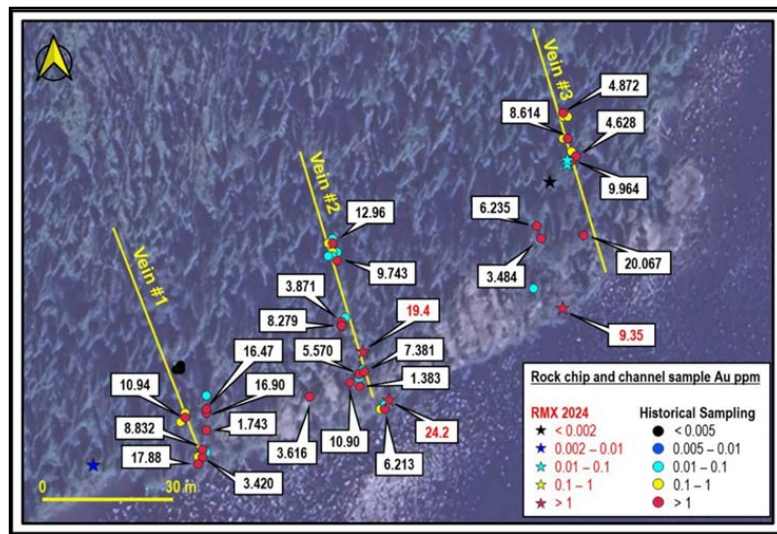 Vein #3
4.872
8.614
4.628
9.964
6.235
3.484
20.067
Vein #2
12.96
9.743
3.871
8.279
19.4
9.35
5.570
7.381
1.383
10.90
3.616
24.2
6.213
Vein #1
16.47
10.94
16.90
1.743
8.832
17.88
3.420
0 30 m
Rock chip and channel sample Au ppm
RMX 2024 Historical Sampling
< 0.002 < 0.005
0.002 – 0.01 0.005 – 0.01
0.01 – 0.1 0.01 – 0.1
0.1 – 1 0.1 – 1
> 1 > 1